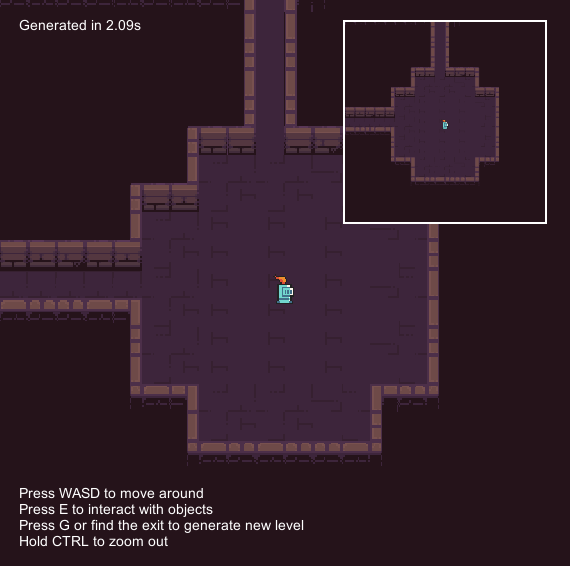 Generated in 2.09s
Press WASD to move around
Press E to interact with objects
Press G or find the exit to generate new level
Hold CTRL to zoom out